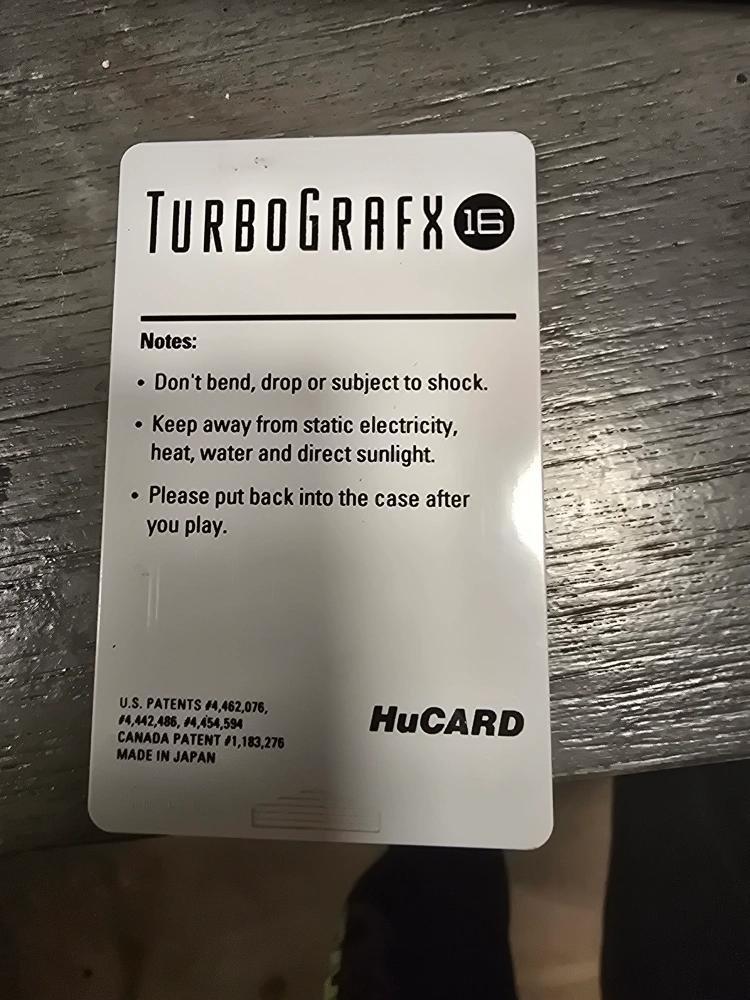 TURBOGRAFX 16
Notes:
• Don't bend, drop or subject to shock.
• Keep away from static electricity,
heat, water and direct sunlight.
• Please put back into the case after
you play.
U.S. PATENTS #4,462,076,
#4,442,486, #4,454,594
CANADA PATENT #1,183,276
MADE IN JAPAN
HuCARD